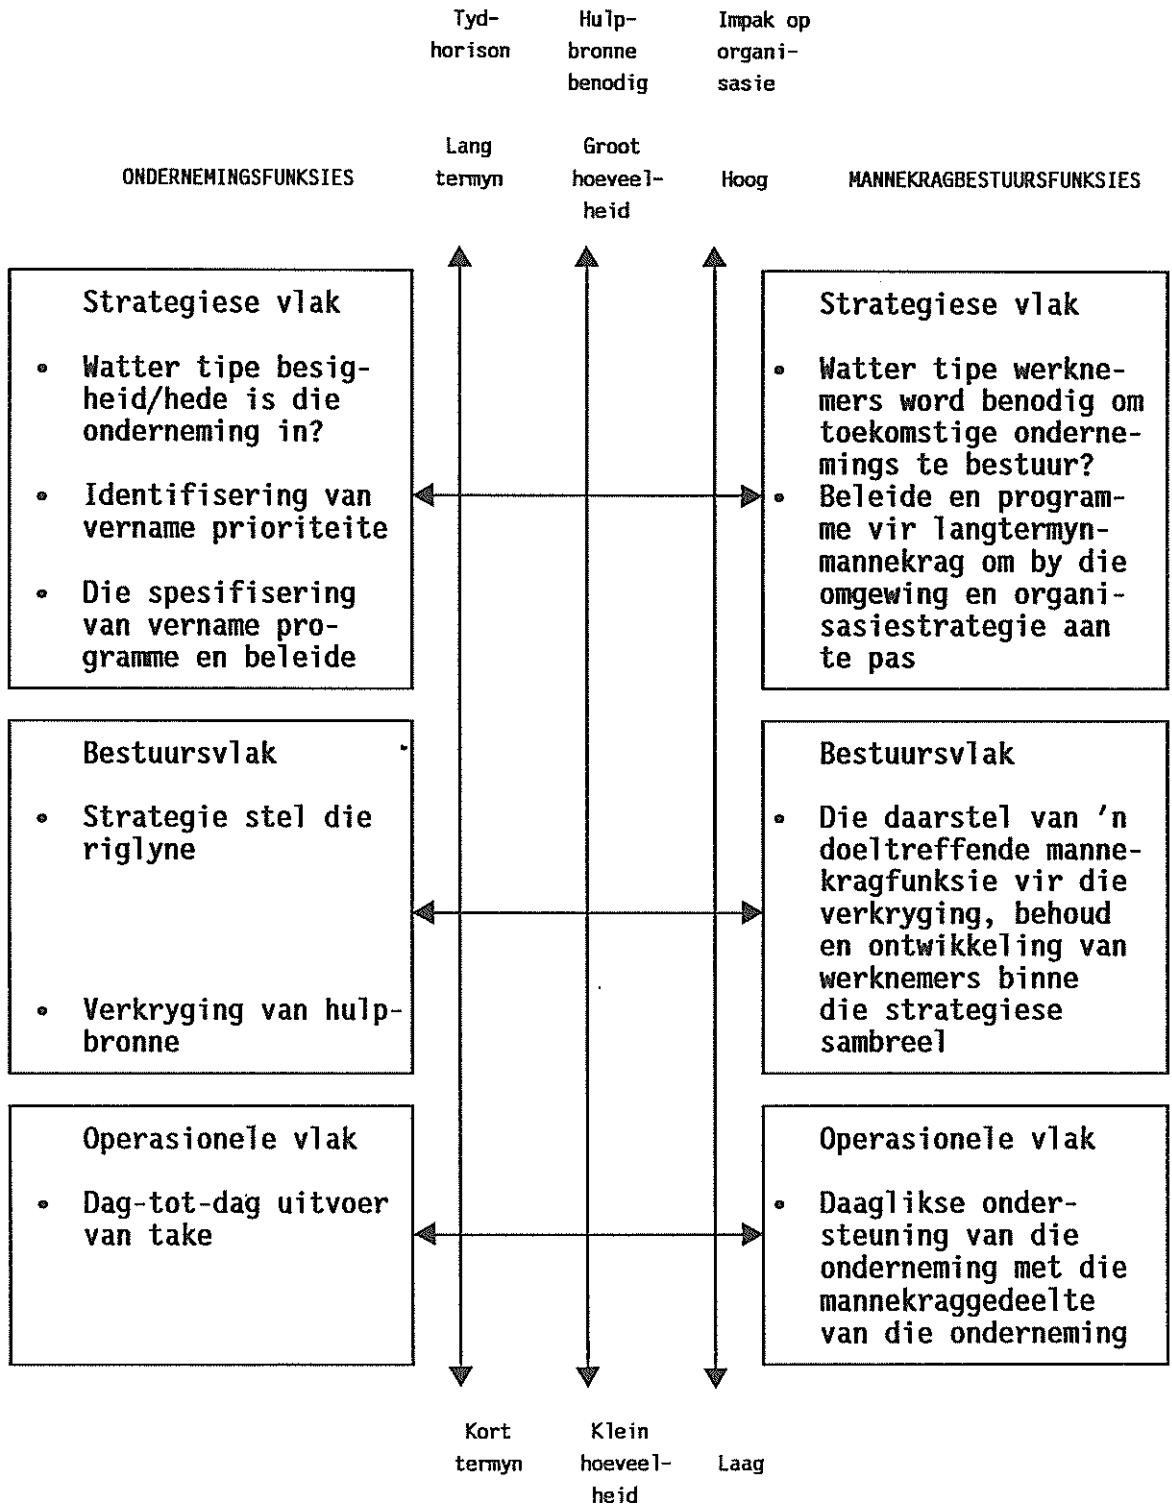 Tyd-
horison
Hulp-
bronne
benodig
Impak op
organi-
sasie
ONDERNEMINGSFUNKSIES
Lang
termyn
Groot
hoeveel-
heid
Hoog
MANNEKRAGBESTUURSFUNKSIES
Strategiese vlak
• Watter tipe besig-
heid/hede is die
onderneming in?
• Identifisering van
vername prioriteite
• Die spesifisering
van vername pro-
gramme en beleide
Strategiese vlak
• Watter tipe werkne-
mers word benodig om
toekomstige onderne-
mings te bestuur?
• Beleide en program-
me vir langtermyn-
mannekrag om by die
omgewing en organi-
sasiestrategie aan
te pas
Bestuursvlak
• Strategie stel die
riglyne
• Verkryging van hulp-
bronne
Bestuursvlak
• Die daarstel van 'n
doeltreffende manne-
kragfunksie vir die
verkryging, behoud
en ontwikkeling van
werknemers binne
die strategiese
sambreel
Operasionele vlak
• Dag-tot-dag uitvoer
van take
Operasionele vlak
• Daaglikse onder-
steuning van die
onderneming met die
mannekraggedeelte
van die onderneming
Kort
termyn
Klein
hoeveel-
heid
Laag